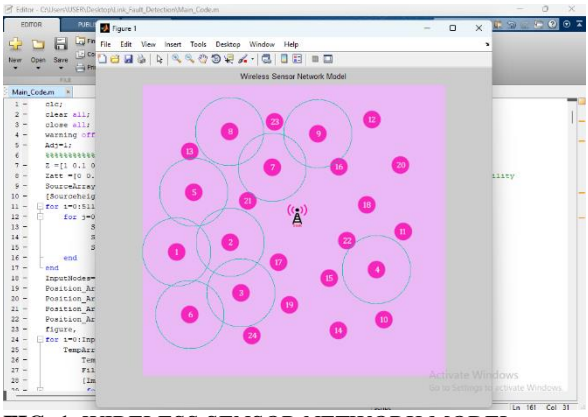 Editor - C:\Users\USER\Desktop\Link_Fault_Detection\Main_Code.m
EDITOR
PUBL
Figure 1
File Edit View Insert Tools Desktop Window Help
New Open Save
FILE
Main_Code.m
Wireless Sensor Network Model
1 - clc;
2 - clear all;
3 - close all;
4 - warning off
5 - Adj=1;
6 %%%%%%%%%%
7 - Z =[1 0.1 0
8 - Zatt =[0 0. ility
9 - SourceArray
10 - [Sourceheig
11 - for i=0:511
12 - for j=0
13 - S
14 - S
15 - S
16 - end
17 - end
18 - InputNodes=
19 - Position_Ar
20 - Position_Ar
21 - Position_Ar
22 - Position_Ar
23 - figure,
24 - for i=0:Inp
25 - TempArr
26 - Tem
27 - Fil
28 - [Im
8
23
9
12
13
7
16
20
5
21
18
11
2
22
1
17
4
15
3
19
6
10
14
24
Activate Windows
Go to Settings to activate Windows.
Ln 161 Col 31
FIG 1. WIRELESS SENSOR NETWORK MODEL